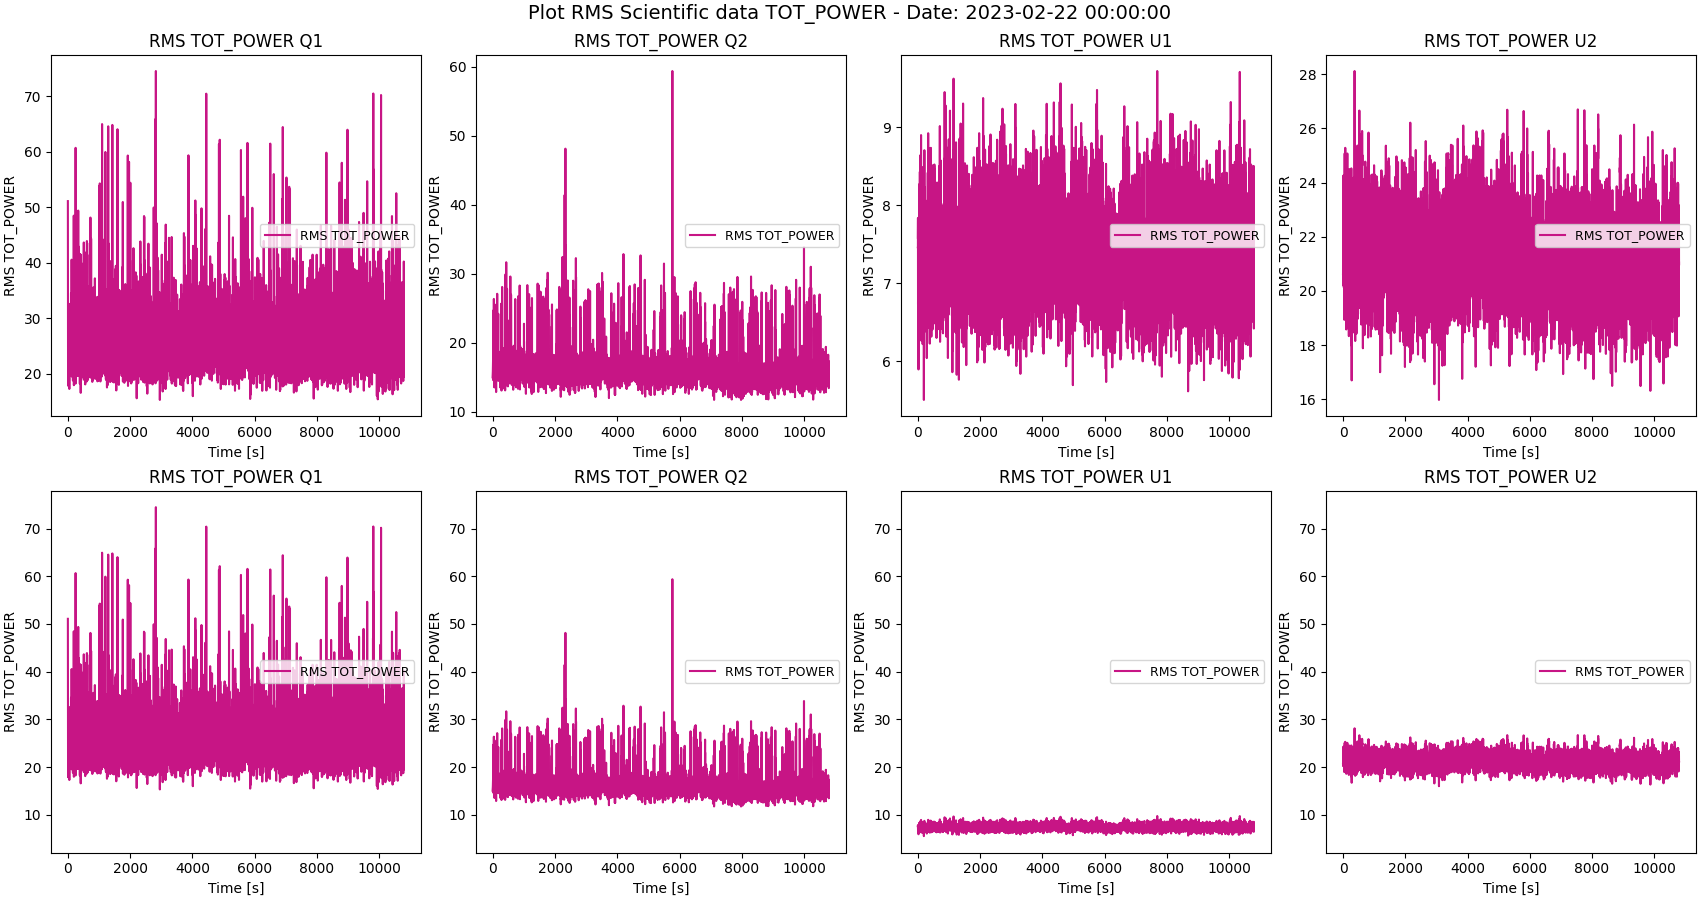 Plot RMS Scientific data TOT_POWER - Date: 2023-02-22 00:00:00
RMS TOT_POWER Q1
RMS TOT_POWER
70
60
50
40
30
20
RMS TOT_POWER
0 2000 4000 6000 8000 10000
Time [s]
RMS TOT_POWER Q2
RMS TOT_POWER
60
50
40
30
20
10
RMS TOT_POWER
0 2000 4000 6000 8000 10000
Time [s]
RMS TOT_POWER U1
RMS TOT_POWER
9
8
7
6
RMS TOT_POWER
0 2000 4000 6000 8000 10000
Time [s]
RMS TOT_POWER U2
RMS TOT_POWER
28
26
24
22
20
18
16
RMS TOT_POWER
0 2000 4000 6000 8000 10000
Time [s]
RMS TOT_POWER Q1
RMS TOT_POWER
70
60
50
40
30
20
10
RMS TOT_POWER
0 2000 4000 6000 8000 10000
Time [s]
RMS TOT_POWER Q2
RMS TOT_POWER
70
60
50
40
30
20
10
RMS TOT_POWER
0 2000 4000 6000 8000 10000
Time [s]
RMS TOT_POWER U1
RMS TOT_POWER
70
60
50
40
30
20
10
RMS TOT_POWER
0 2000 4000 6000 8000 10000
Time [s]
RMS TOT_POWER U2
RMS TOT_POWER
70
60
50
40
30
20
10
RMS TOT_POWER
0 2000 4000 6000 8000 10000
Time [s]